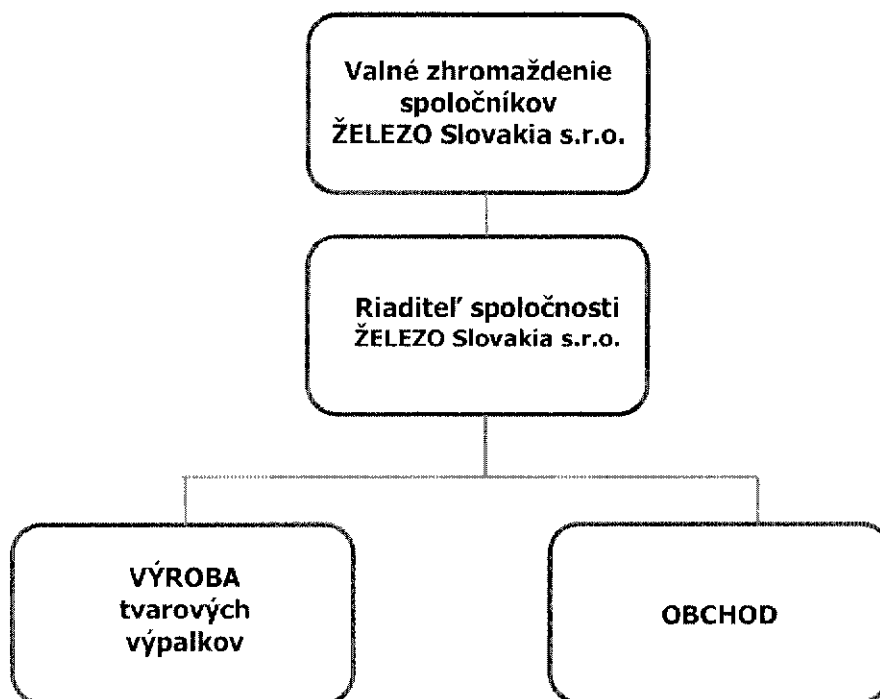 Valné zhromaždenie
spoločníkov
ŽELEZO Slovakia s.r.o.
Riaditeľ spoločnosti
ŽELEZO Slovakia s.r.o.
VÝROBA
tvarových
výpalkov
OBCHOD